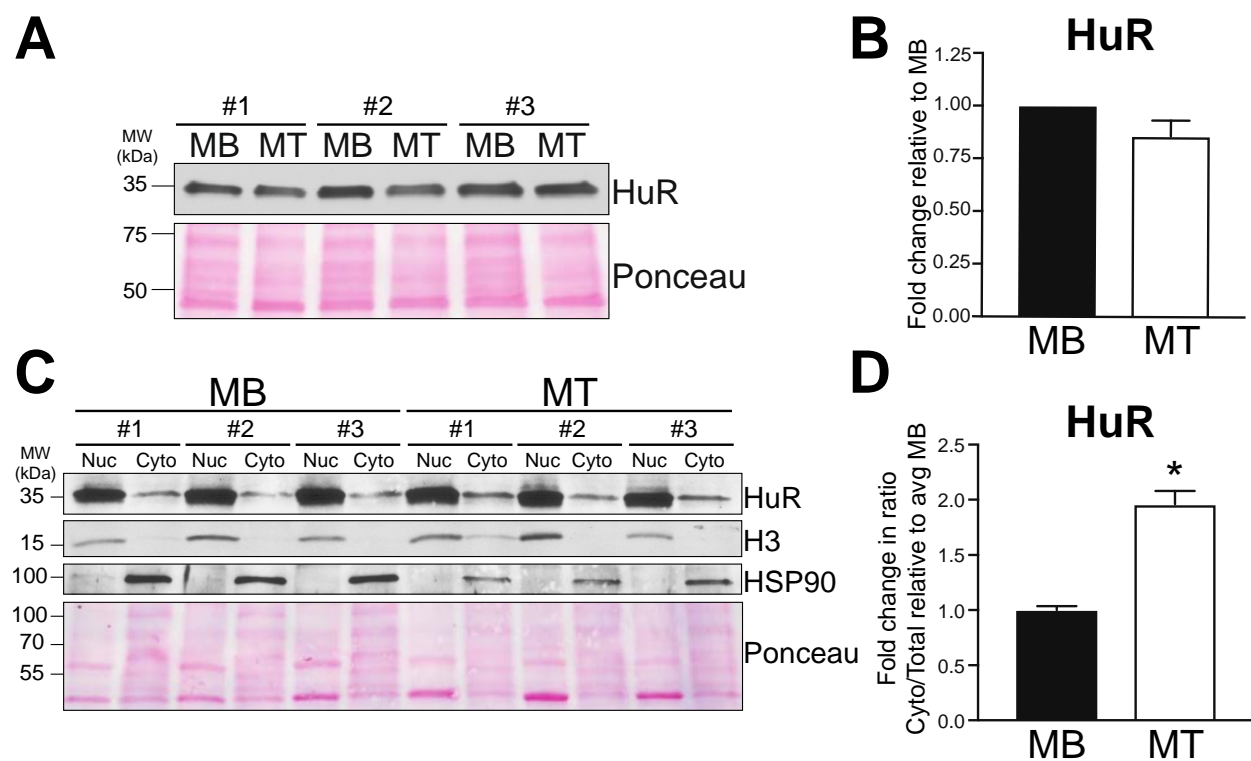 A
#1 #2 #3
MW
(kDa)
MB MT MB MT MB MT
35
HuR
75
50
Ponceau
B
HuR
Fold change relative to MB
1.25
1.00
0.75
0.50
0.25
0.00
MB MT
C
MB MT
#1 #2 #3 #1 #2 #3
MW
(kDa)
Nuc Cyto Nuc Cyto Nuc Cyto Nuc Cyto Nuc Cyto Nuc Cyto
35
HuR
15
H3
100
HSP90
100
70
55
Ponceau
D
HuR
Fold change in ratio
Cyto/Total relative to avg MB
2.5
2.0
1.5
1.0
0.5
0.0
*
MB MT